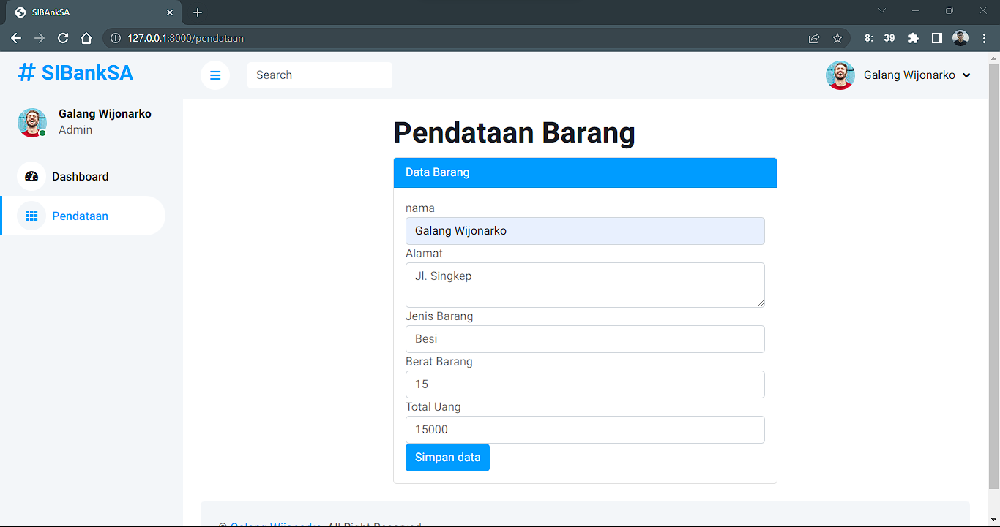 SIBAnkSA
127.0.0.1:8000/pendataan
8: 39
# SIBankSA
Search
Galang Wijonarko
Galang Wijonarko
Admin
Dashboard
Pendataan
Pendataan Barang
Data Barang
nama
Galang Wijonarko
Alamat
Jl. Singkep
Jenis Barang
Besi
Berat Barang
15
Total Uang
15000
Simpan data
© Galang Wijonarko, All Right Reserved.